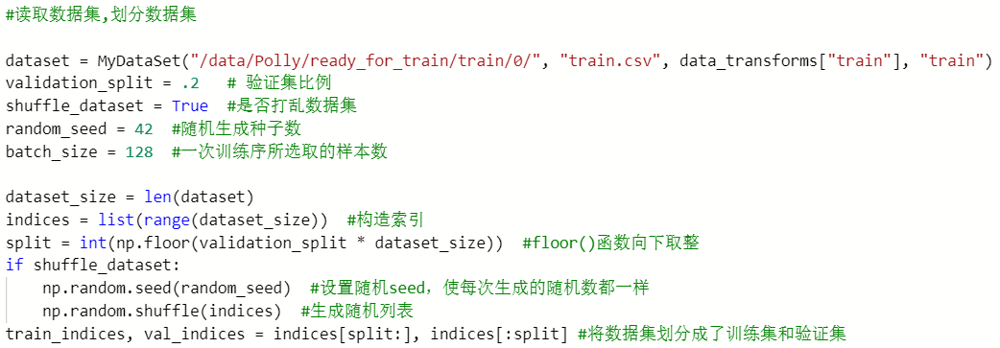 #读取数据集,划分数据集
dataset = MyDataSet("/data/Polly/ready_for_train/train/0/", "train.csv", data_transforms["train"], "train")
validation_split = .2   # 验证集比例
shuffle_dataset = True  #是否打乱数据集
random_seed = 42  #随机生成种子数
batch_size = 128  #一次训练序所选取的样本数
dataset_size = len(dataset)
indices = list(range(dataset_size))  #构造索引
split = int(np.floor(validation_split * dataset_size))  #floor()函数向下取整
if shuffle_dataset:
    np.random.seed(random_seed)  #设置随机seed，使每次生成的随机数都一样
    np.random.shuffle(indices)  #生成随机列表
train_indices, val_indices = indices[split:], indices[:split] #将数据集划分成了训练集和验证集